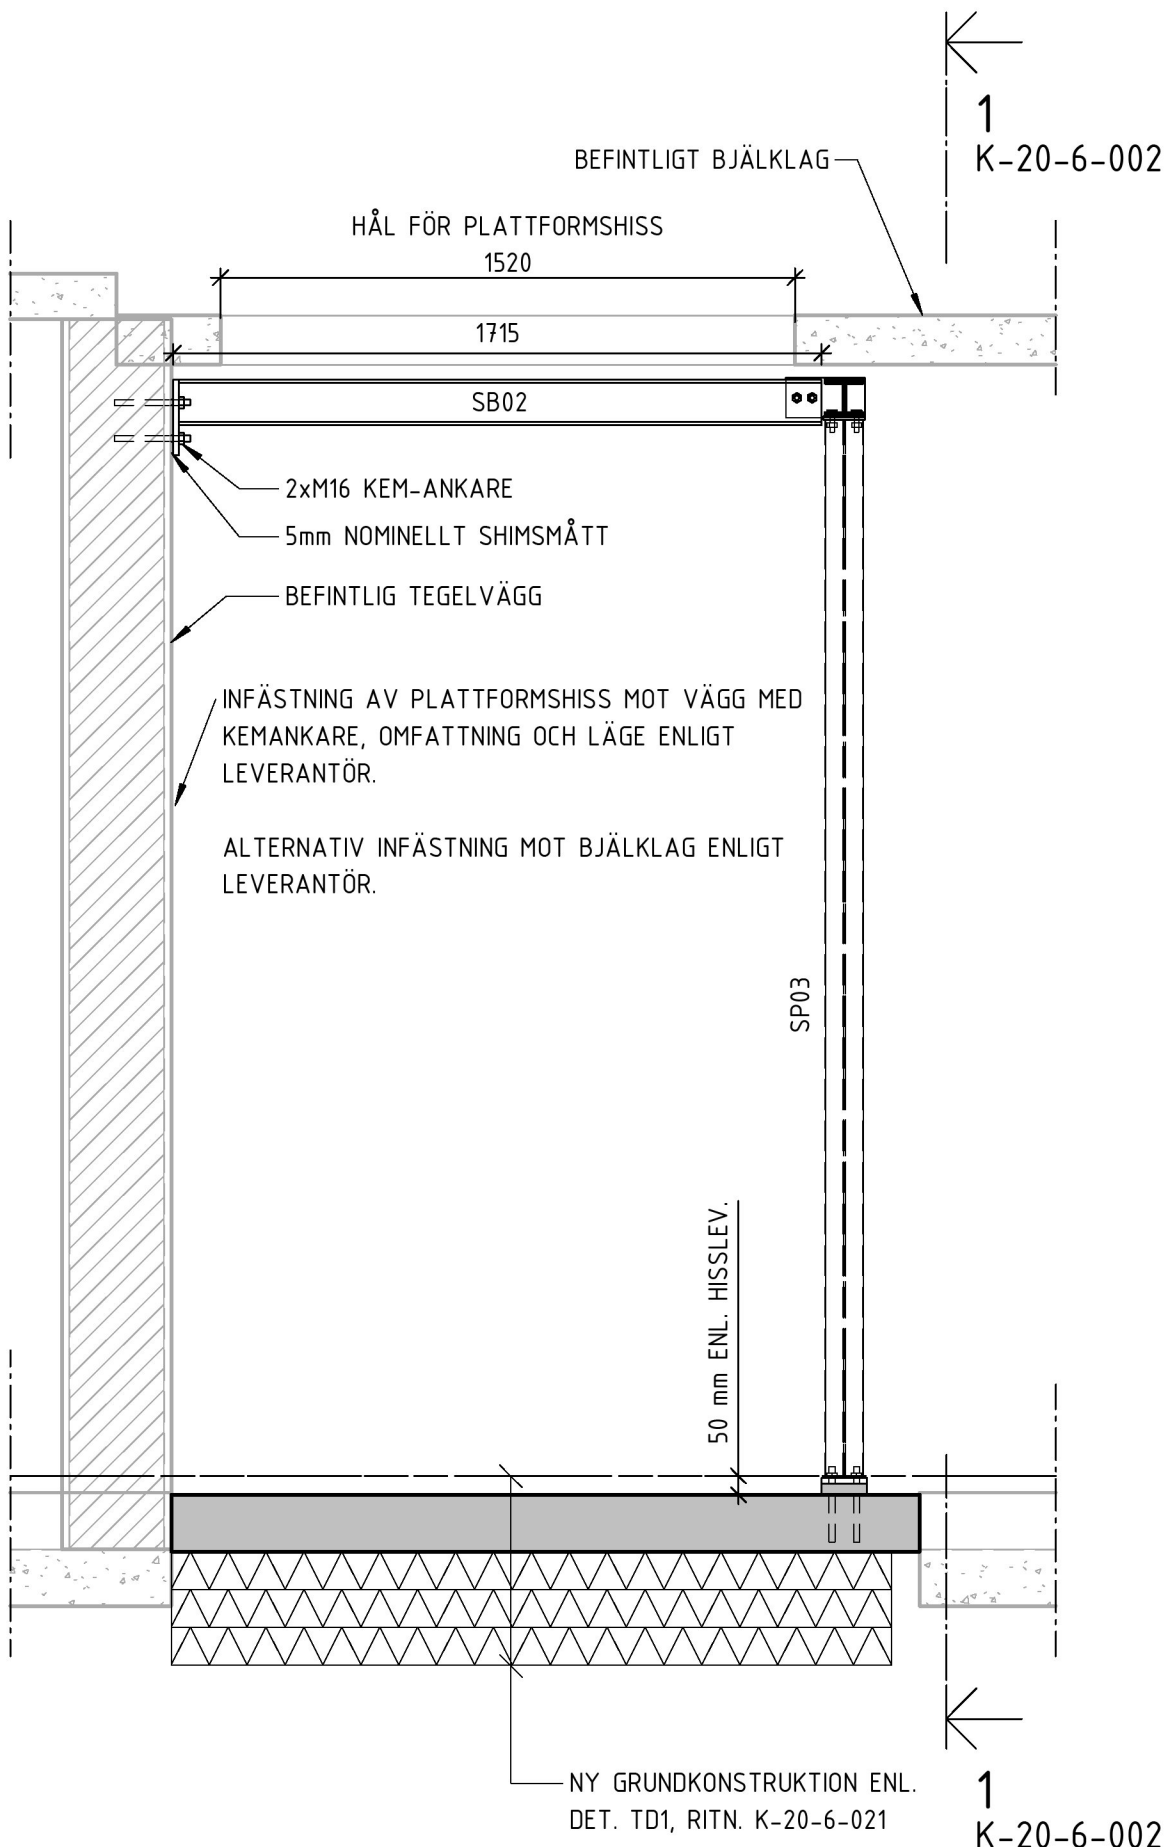 1
K-20-6-002
BEFINTLIGT BJÄLKLAG
HÅL FÖR PLATTFORMSHISS
1520
1715
SB02
2xM16 KEM-ANKARE
5mm NOMINELLT SHIMSMÅTT
BEFINTLIG TEGELVÄGG
INFÄSTNING AV PLATTFORMSHISS MOT VÄGG MED
KEMANKARE, OMFATTNING OCH LÄGE ENLIGT
LEVERANTÖR.
ALTERNATIV INFÄSTNING MOT BJÄLKLAG ENLIGT
LEVERANTÖR.
SP03
50 mm ENL. HISSLEV.
NY GRUNDKONSTRUKTION ENL.
DET. TD1, RITN. K-20-6-021
1
K-20-6-002